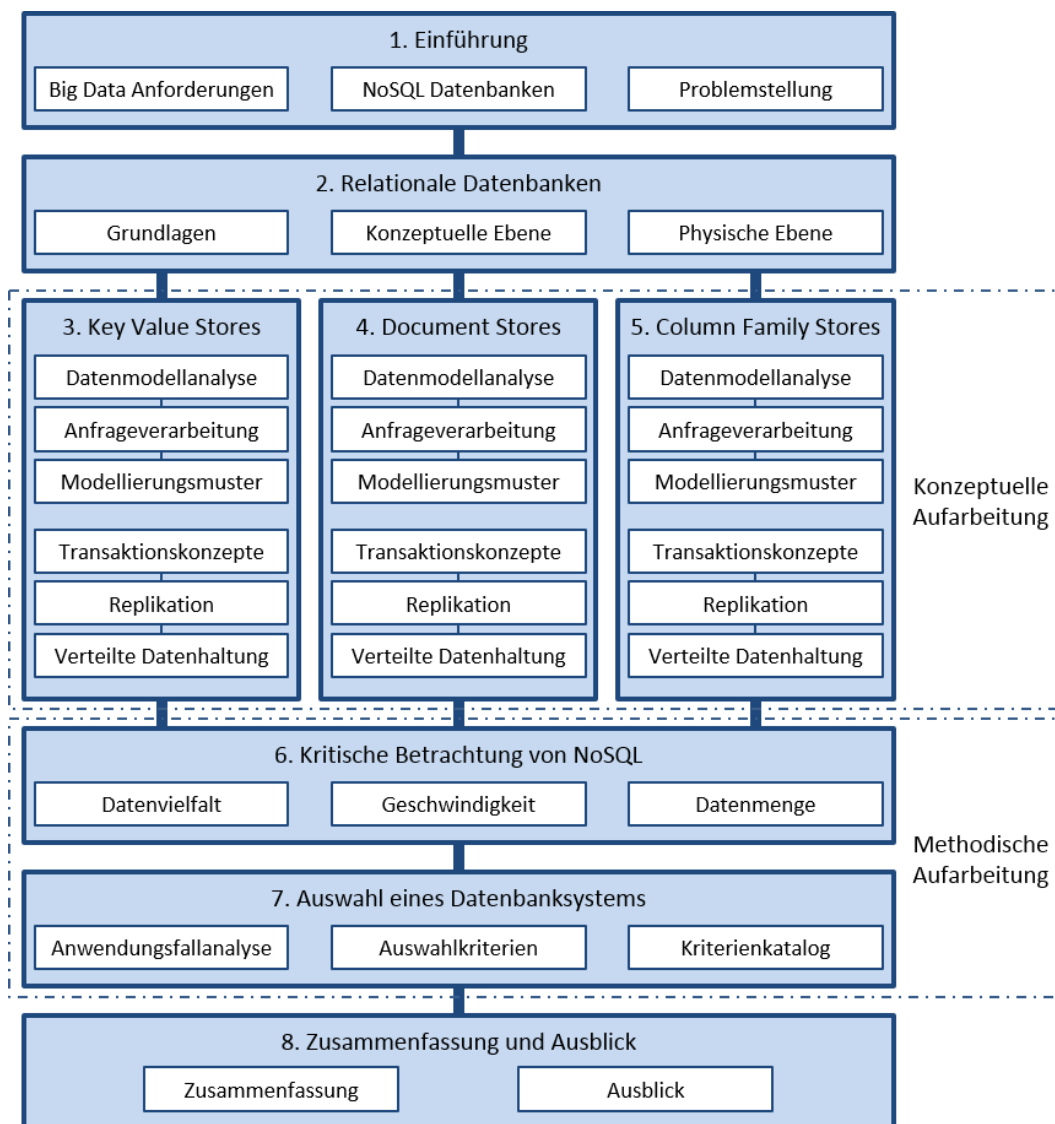 1. Einführung
Big Data Anforderungen
NoSQL Datenbanken
Problemstellung
2. Relationale Datenbanken
Grundlagen
Konzeptuelle Ebene
Physische Ebene
3. Key Value Stores
Datenmodellanalyse
Anfrageverarbeitung
Modellierungsmuster
Transaktionskonzepte
Replikation
Verteilte Datenhaltung
4. Document Stores
Datenmodellanalyse
Anfrageverarbeitung
Modellierungsmuster
Transaktionskonzepte
Replikation
Verteilte Datenhaltung
5. Column Family Stores
Datenmodellanalyse
Anfrageverarbeitung
Modellierungsmuster
Transaktionskonzepte
Replikation
Verteilte Datenhaltung
Konzeptuelle
Aufarbeitung
6. Kritische Betrachtung von NoSQL
Datenvielfalt
Geschwindigkeit
Datenmenge
7. Auswahl eines Datenbanksystems
Anwendungsfallanalyse
Auswahlkriterien
Kriterienkatalog
Methodische
Aufarbeitung
8. Zusammenfassung und Ausblick
Zusammenfassung
Ausblick